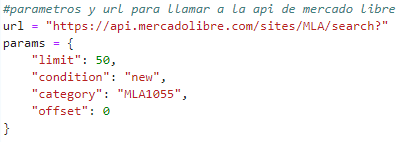 #parametros y url para llamar a la api de mercado libre
url = "https://api.mercadolibre.com/sites/MLA/search?"
params = {
    "limit": 50,
    "condition": "new",
    "category": "MLA1055",
    "offset": 0
}